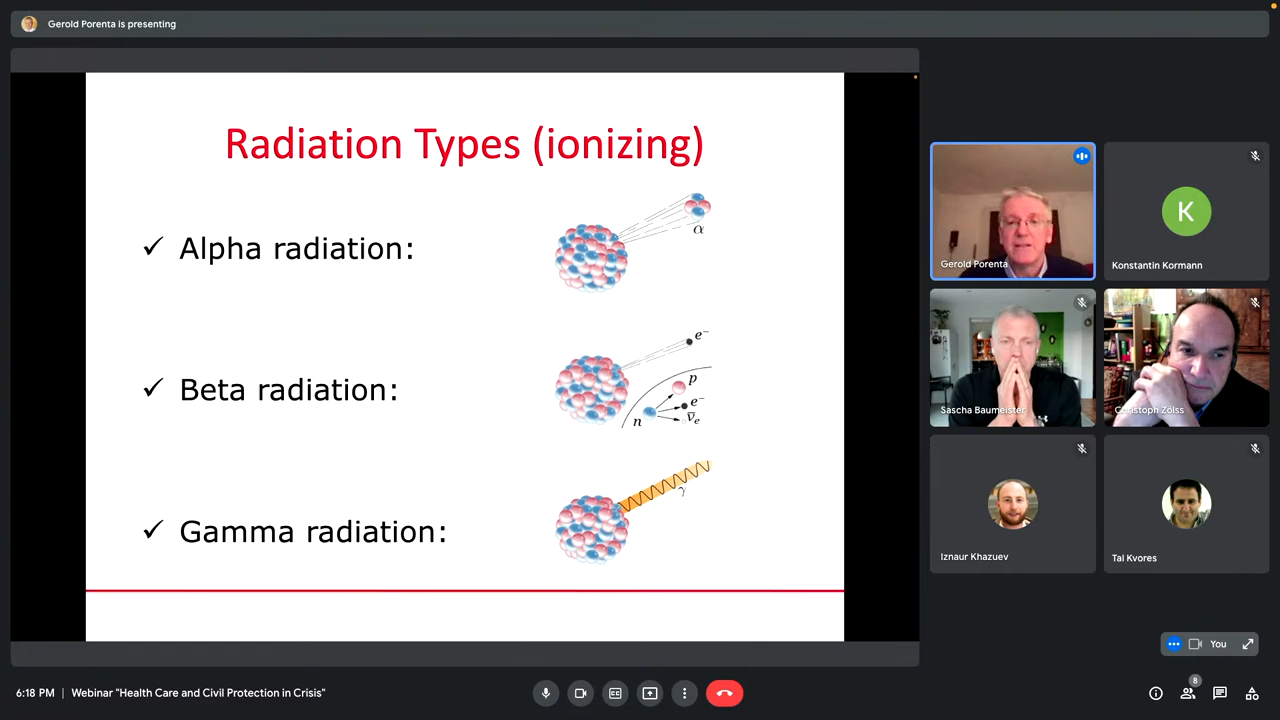 Gerold Porenta is presenting
Radiation Types (ionizing)
✓ Alpha radiation:
α
✓ Beta radiation:
e⁻
p
e⁻
n
ν̅ₑ
✓ Gamma radiation:
γ
Gerold Porenta
K
Konstantin Kormann
Sascha Baumeister
Christoph Zölss
Iznaur Khazuev
Tal Kvores
You
6:18 PM | Webinar "Health Care and Civil Protection in Crisis"
8